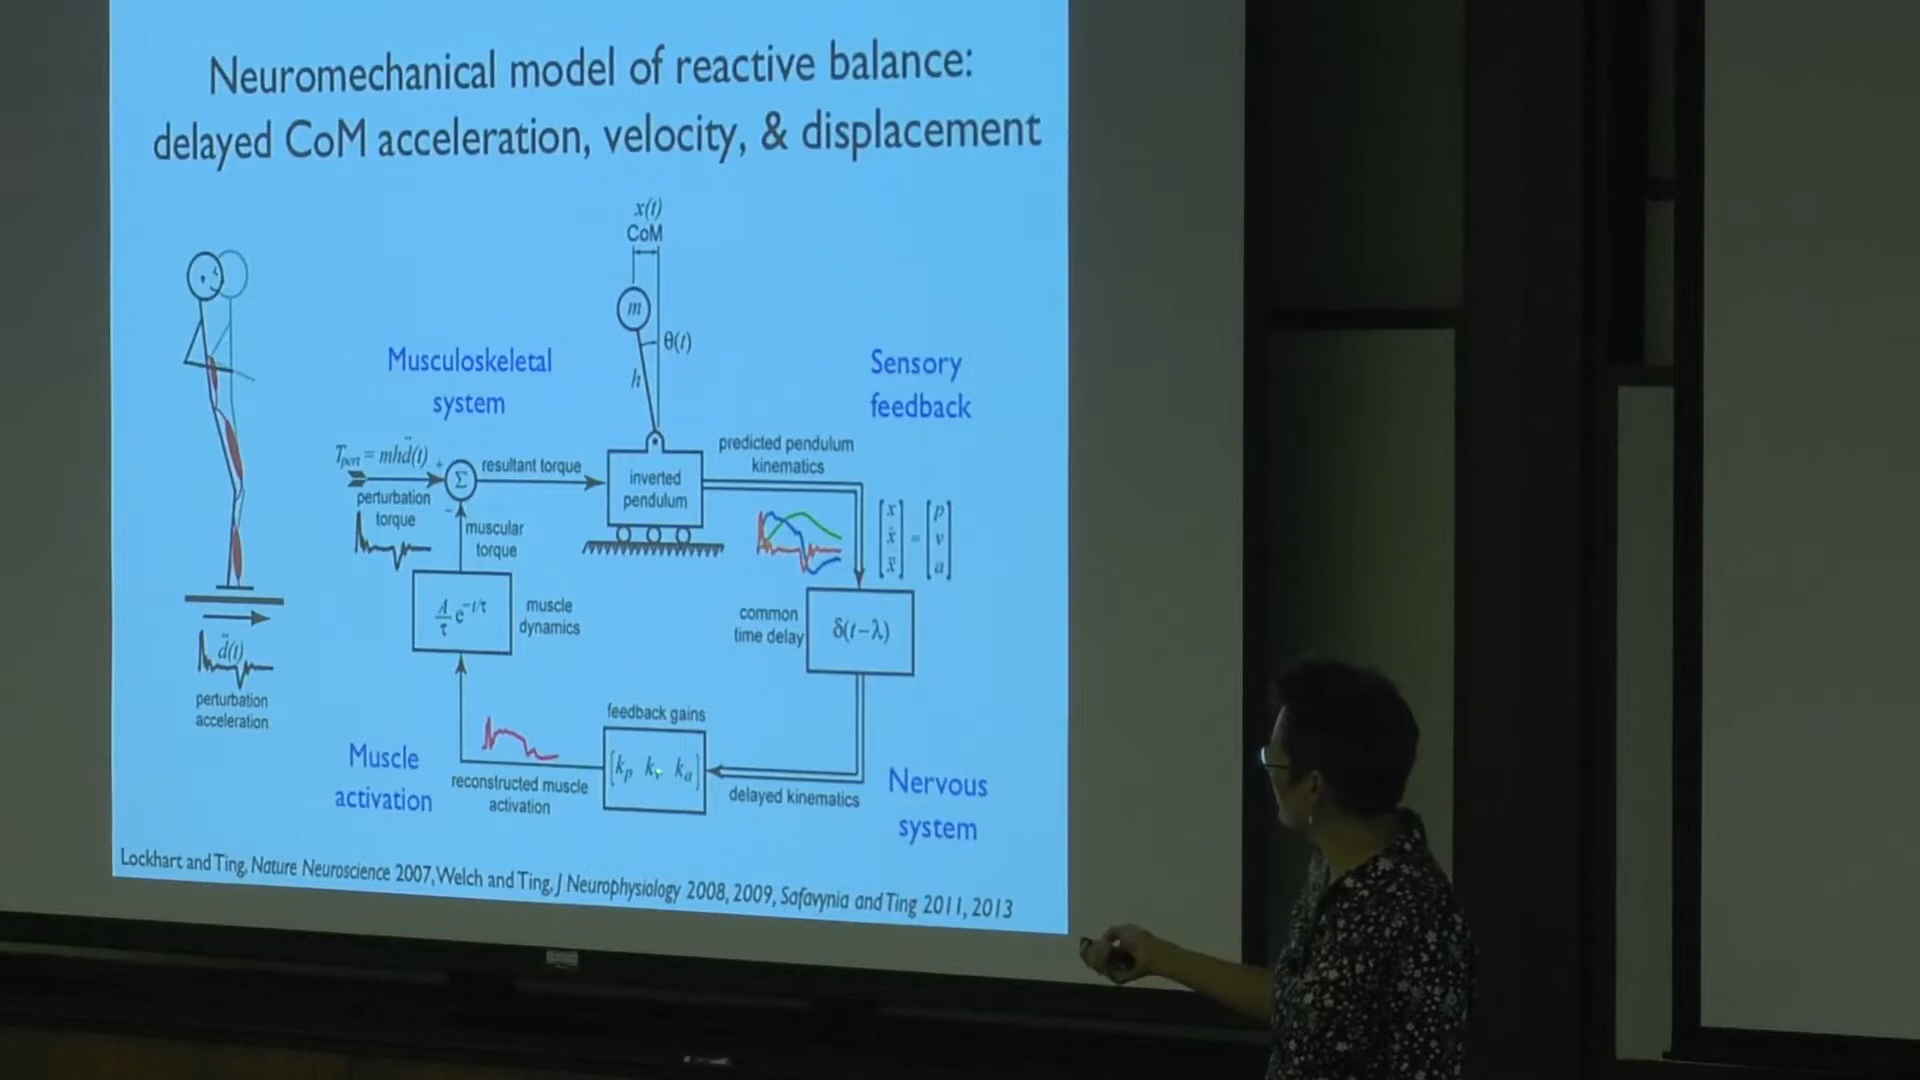 Neuromechanical model of reactive balance:
delayed CoM acceleration, velocity, & displacement
x(t)
CoM
m
θ(t)
h
Musculoskeletal
system
Sensory
feedback
T_pert = mhd̈(t)
+
Σ
-
resultant torque
perturbation
torque
muscular
torque
inverted
pendulum
predicted pendulum
kinematics
[x ẋ ẍ] = [p v a]
A/τ e^{-t/τ}
muscle
dynamics
common
time delay
δ(t-λ)
d̈(t)
perturbation
acceleration
feedback gains
[k_p k_v k_a]
Muscle
activation
reconstructed muscle
activation
delayed kinematics
Nervous
system
Lockhart and Ting, Nature Neuroscience 2007, Welch and Ting, J Neurophysiology 2008, 2009, Safavynia and Ting 2011, 2013